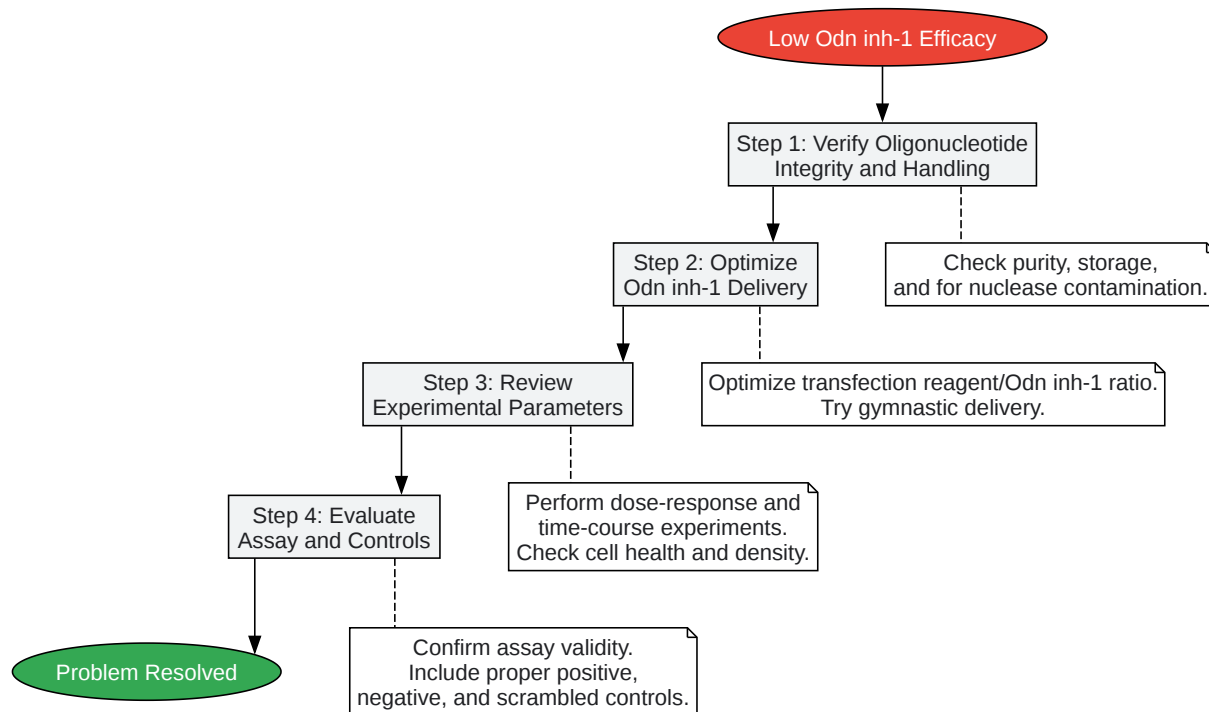 Low Odn inh-1 Efficacy
Step 1: Verify Oligonucleotide
Integrity and Handling
Step 2: Optimize
Odn inh-1 Delivery
Check purity, storage,
and for nuclease contamination.
Step 3: Review
Experimental Parameters
Optimize transfection reagent/Odn inh-1 ratio.
Try gymnastic delivery.
Step 4: Evaluate
Assay and Controls
Perform dose-response and
time-course experiments.
Check cell health and density.
Problem Resolved
Confirm assay validity.
Include proper positive,
negative, and scrambled controls.